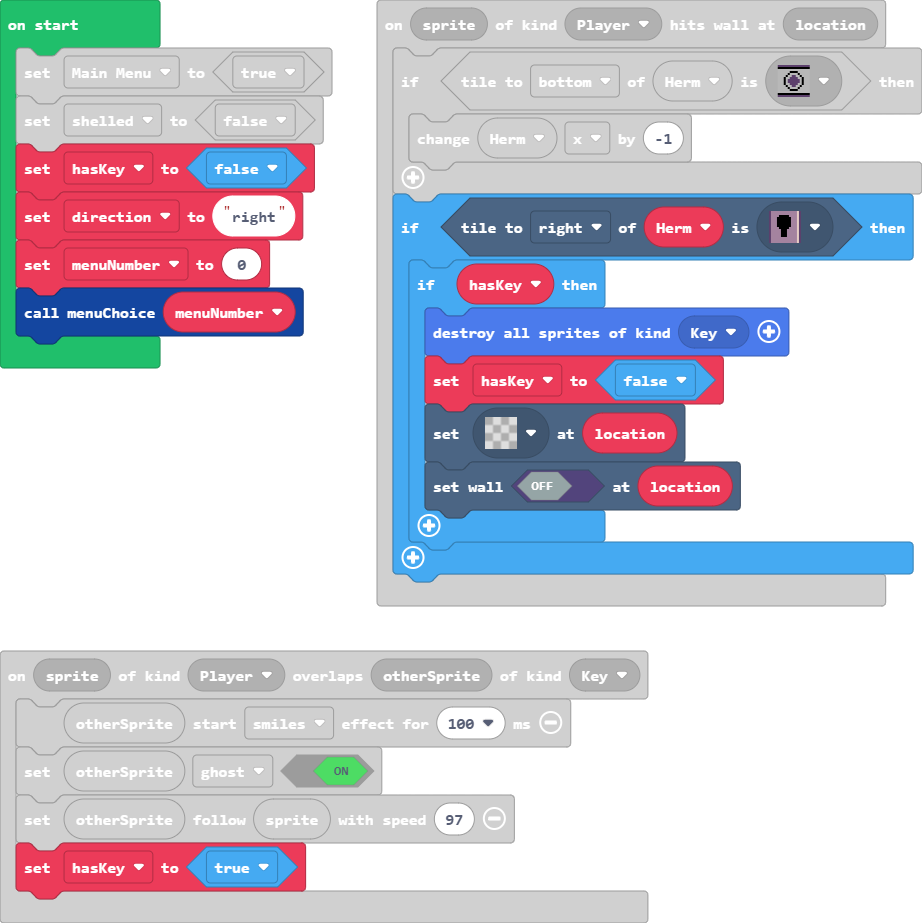 on start
set Main Menu to true
set shelled to false
set hasKey to false
set direction to "right"
set menuNumber to 0
call menuChoice menuNumber
on sprite of kind Player hits wall at location
if tile to bottom of Herm is then
change Herm x by -1
if tile to right of Herm is then
if hasKey then
destroy all sprites of kind Key
set hasKey to false
set at location
set wall OFF at location
on sprite of kind Player overlaps otherSprite of kind Key
otherSprite start smiles effect for 100 ms
set otherSprite ghost ON
set otherSprite follow sprite with speed 97
set hasKey to true